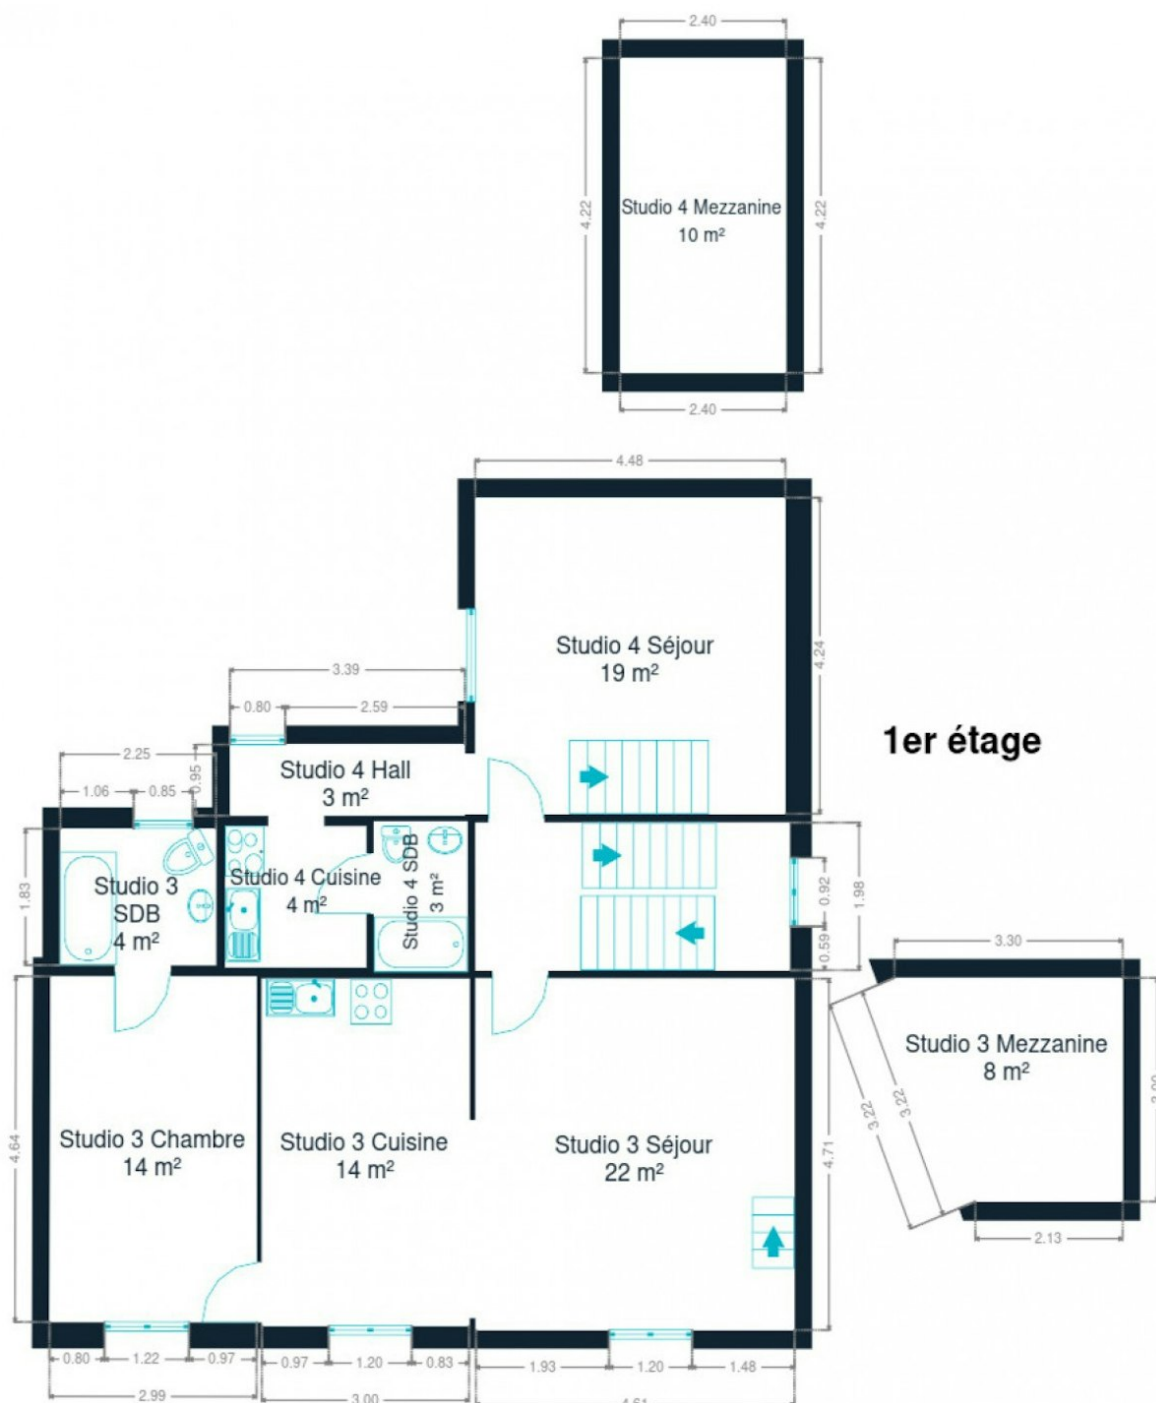 2.40
4.22
4.22
Studio 4 Mezzanine
10 m²
2.40
4.48
Studio 4 Séjour
19 m²
4.24
3.39
0.80
2.59
1er étage
2.25
0.95
Studio 4 Hall
3 m²
1.06
0.85
1.83
Studio 3
SDB
4 m²
Studio 4 Cuisine
4 m²
Studio 4 SDB
3 m²
0.92
1.98
0.59
3.30
Studio 3 Mezzanine
8 m²
3.22
3.22
2.13
4.64
Studio 3 Chambre
14 m²
Studio 3 Cuisine
14 m²
Studio 3 Séjour
22 m²
4.71
0.80
1.22
0.97
0.97
1.20
0.83
1.93
1.20
1.48
2.99
3.00
4.61